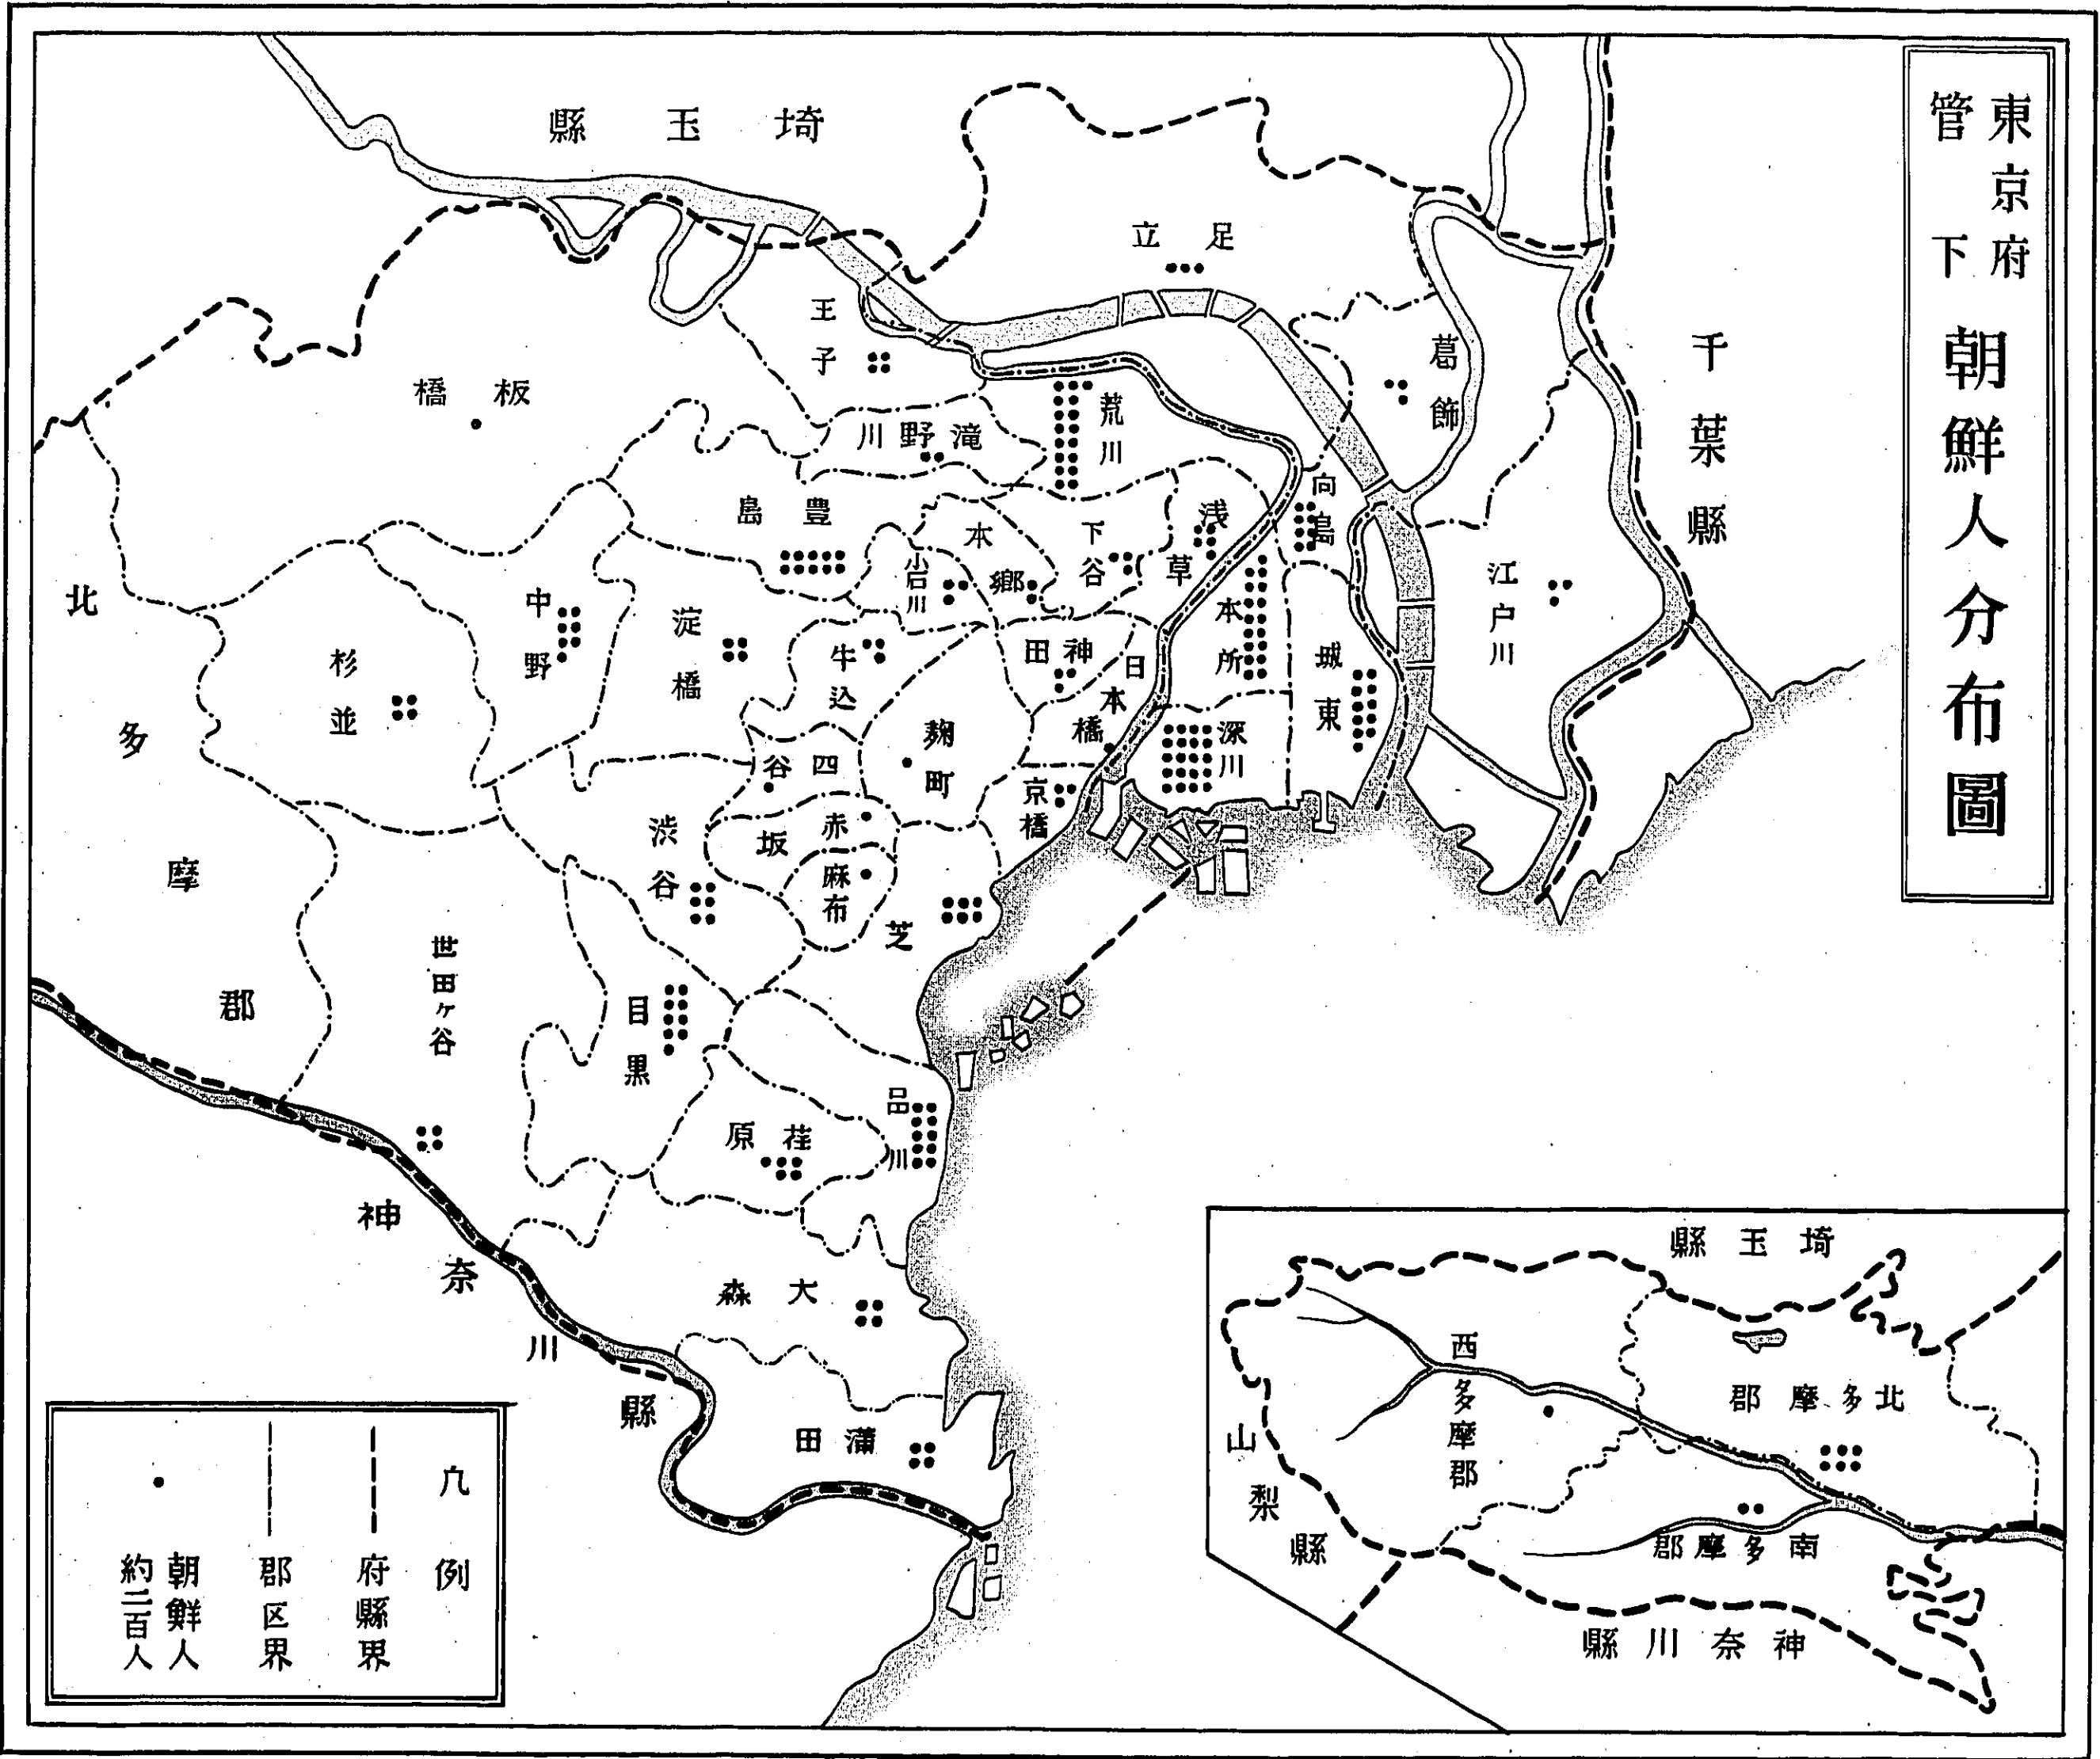 東京府
管下
朝鮮人分布圖
埼玉縣
千葉縣
足立
葛飾
江戸川
王子
板橋
滝野川
荒川
向島
豊島
本郷
下谷
浅草
小石川
本所
城東
中野
淀橋
牛込
神田
日本橋
杉並
麹町
深川
四谷
京橋
渋谷
赤坂
麻布
芝
世田ヶ谷
目黒
品川
荏原
大森
蒲田
北多摩郡
神奈川縣
凡例
府縣界
郡区界
朝鮮人
埼玉縣
西多摩郡
北多摩郡
南多摩郡
山梨縣
神奈川縣